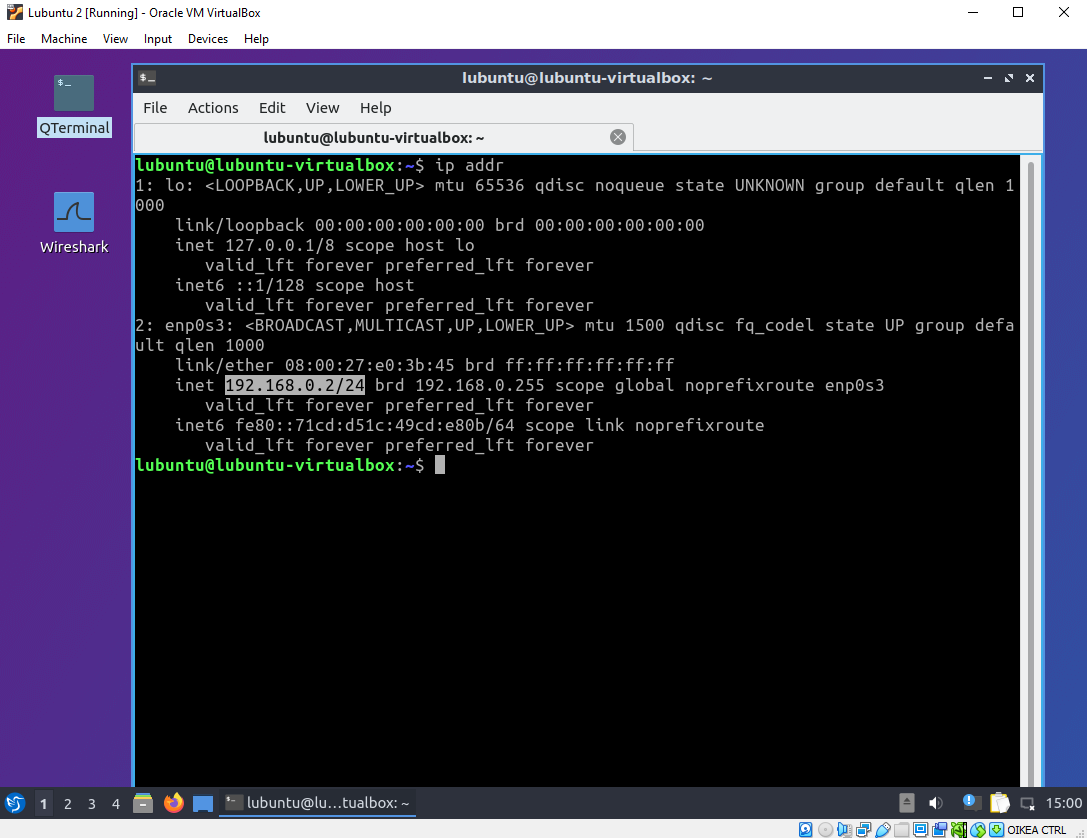 Lubuntu 2 [Running] - Oracle VM VirtualBox
File Machine View Input Devices Help
$_
QTerminal
Wireshark
$_ lubuntu@lubuntu-virtualbox: ~
File Actions Edit View Help
lubuntu@lubuntu-virtualbox: ~
lubuntu@lubuntu-virtualbox:~$ ip addr
1: lo: <LOOPBACK,UP,LOWER_UP> mtu 65536 qdisc noqueue state UNKNOWN group default qlen 1
000
link/loopback 00:00:00:00:00:00 brd 00:00:00:00:00:00
inet 127.0.0.1/8 scope host lo
valid_lft forever preferred_lft forever
inet6 ::1/128 scope host
valid_lft forever preferred_lft forever
2: enp0s3: <BROADCAST,MULTICAST,UP,LOWER_UP> mtu 1500 qdisc fq_codel state UP group defa
ult qlen 1000
link/ether 08:00:27:e0:3b:45 brd ff:ff:ff:ff:ff:ff
inet 192.168.0.2/24 brd 192.168.0.255 scope global noprefixroute enp0s3
valid_lft forever preferred_lft forever
inet6 fe80::71cd:d51c:49cd:e80b/64 scope link noprefixroute
valid_lft forever preferred_lft forever
lubuntu@lubuntu-virtualbox:~$
1 2 3 4 lubuntu@lu...tualbox: ~ 15:00
OIKEA CTRL